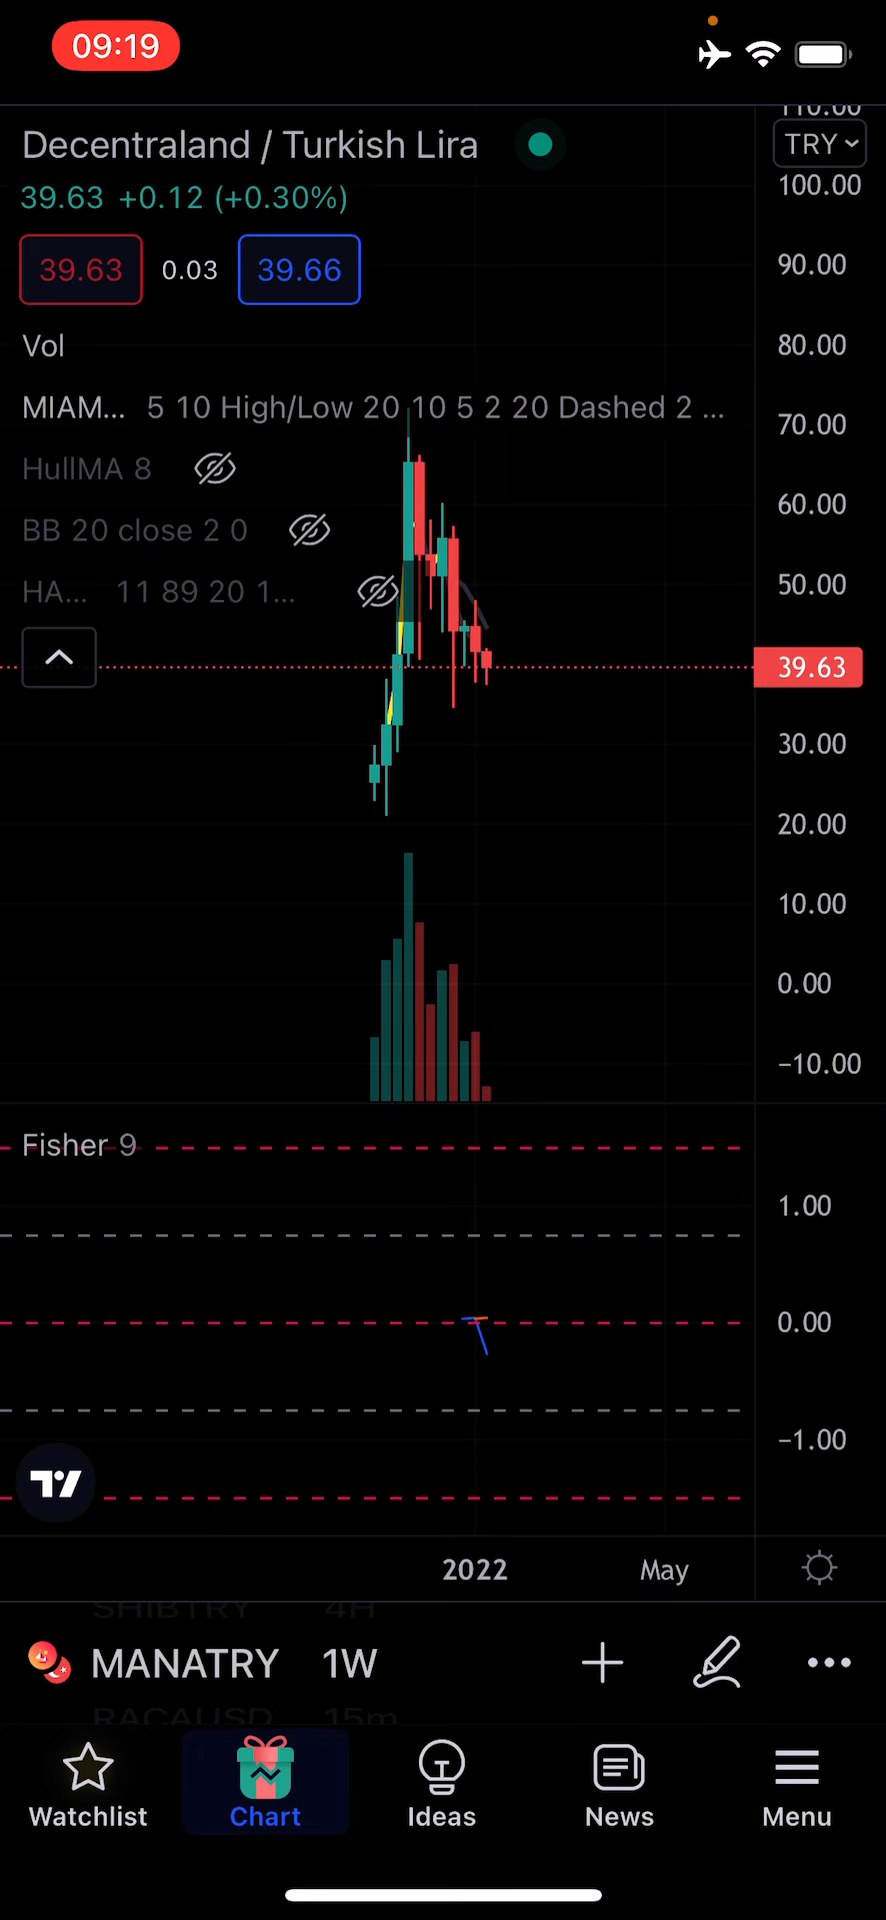 09:19
110.00
Decentraland / Turkish Lira
TRY
39.63 +0.12 (+0.30%)
100.00
39.63 0.03 39.66
90.00
Vol
80.00
MIAM... 5 10 High/Low 20 10 5 2 20 Dashed 2 ...
70.00
HullMA 8
60.00
BB 20 close 2 0
HA... 11 89 20 1...
50.00
39.63
30.00
20.00
10.00
0.00
−10.00
Fisher 9
1.00
0.00
−1.00
2022 May
SHIBTRY 4H
MANATRY 1W
RACAUSD 15m
Watchlist Chart Ideas News Menu